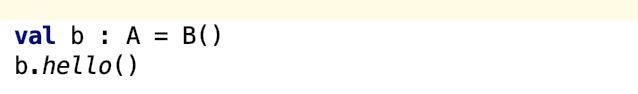 val b : A = B()
b.hello()